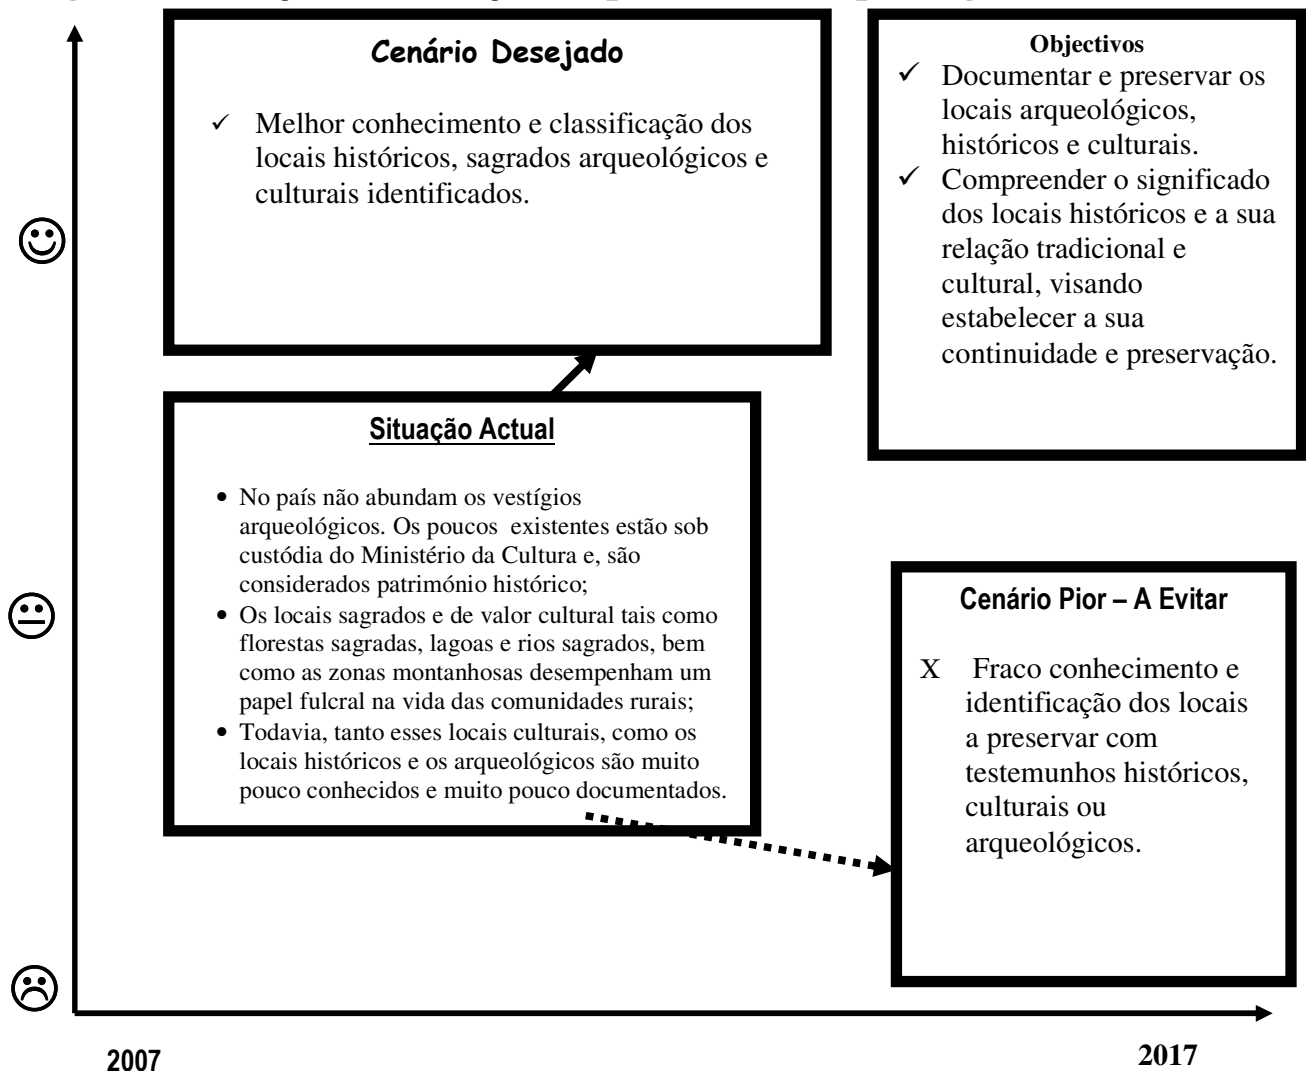 Cenário Desejado
✓ Melhor conhecimento e classificação dos
locais históricos, sagrados arqueológicos e
culturais identificados.
Objectivos
✓ Documentar e preservar os
locais arqueológicos,
históricos e culturais.
✓ Compreender o significado
dos locais históricos e a sua
relação tradicional e
cultural, visando
estabelecer a sua
continuidade e preservação.
Situação Actual
• No país não abundam os vestígios
arqueológicos. Os poucos existentes estão sob
custódia do Ministério da Cultura e, são
considerados património histórico;
• Os locais sagrados e de valor cultural tais como
florestas sagradas, lagoas e rios sagrados, bem
como as zonas montanhosas desempenham um
papel fulcral na vida das comunidades rurais;
• Todavia, tanto esses locais culturais, como os
locais históricos e os arqueológicos são muito
pouco conhecidos e muito pouco documentados.
Cenário Pior – A Evitar
X Fraco conhecimento e
identificação dos locais
a preservar com
testemunhos históricos,
culturais ou
arqueológicos.
2007
2017